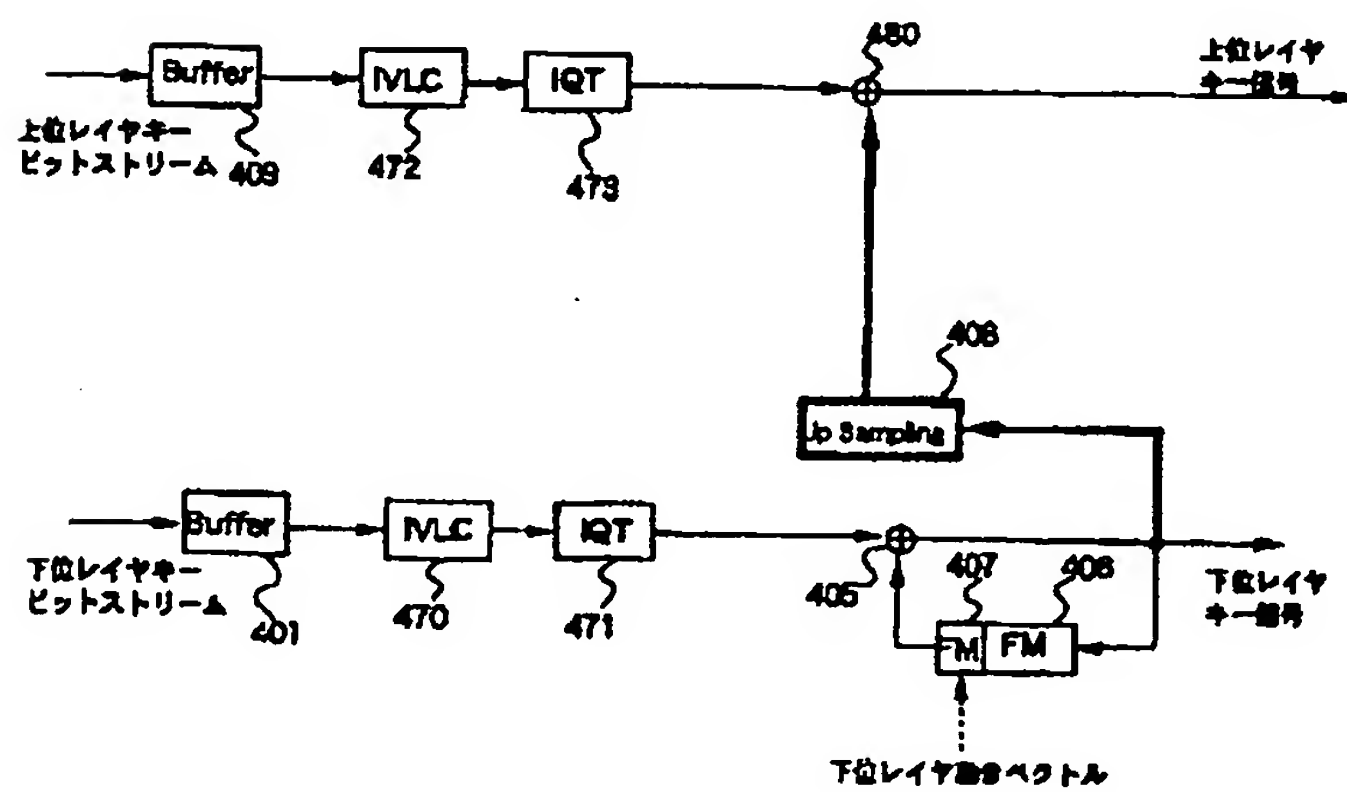 480
上位レイヤ
キー信号
Buffer
IVLC
IQT
上位レイヤキー
ビットストリーム
409
472
473
408
Up Sampling
Buffer
IVLC
IQT
下位レイヤキー
ビットストリーム
401
470
471
405
407
406
下位レイヤ
キー信号
FM
下位レイヤ動きベクトル